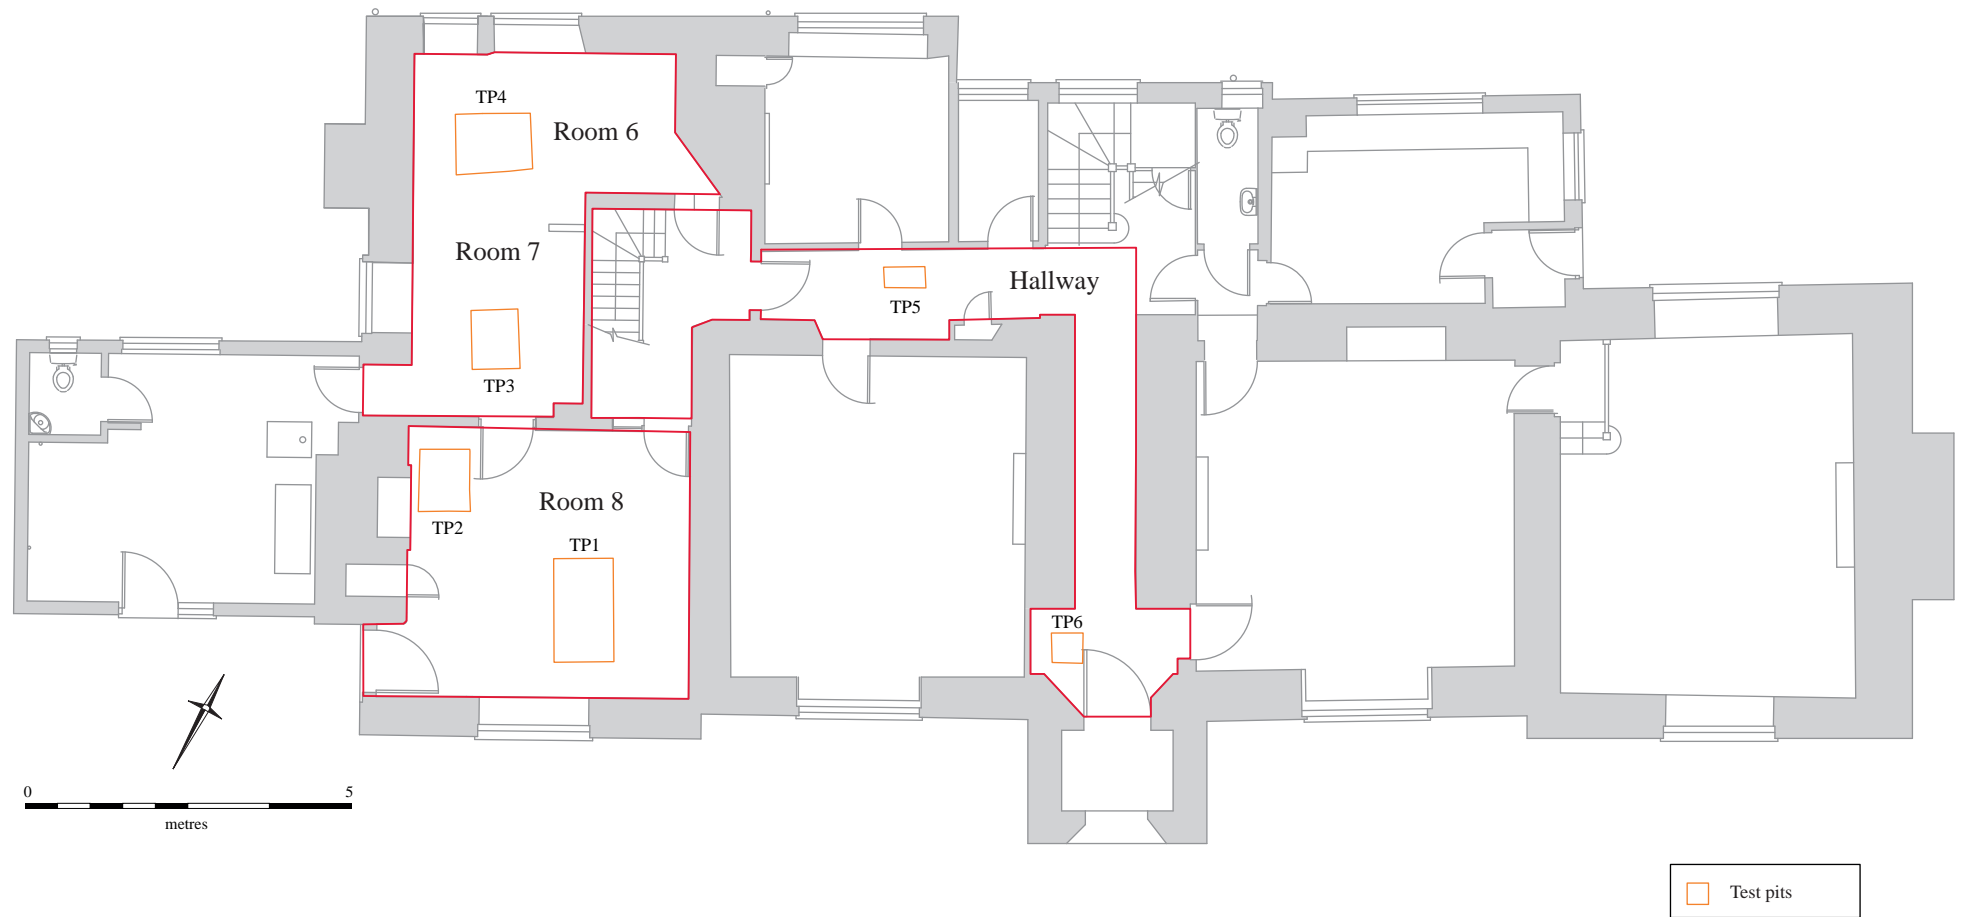 TP4
Room 6
Room 7
TP3
TP5
Hallway
Room 8
TP2
TP1
TP6
0 5
metres
Test pits